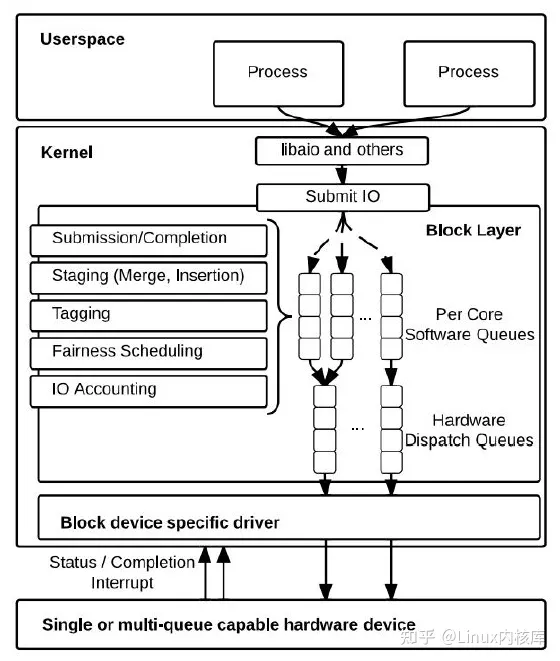 Userspace
Process
Process
Kernel
libaio and others
Submit IO
Block Layer
Submission/Completion
Staging (Merge, Insertion)
Tagging
Fairness Scheduling
IO Accounting
...
Per Core
Software Queues
...
Hardware
Dispatch Queues
Block device specific driver
Status / Completion
Interrupt
Single or multi-queue capable hardware device
知乎 @Linux内核库